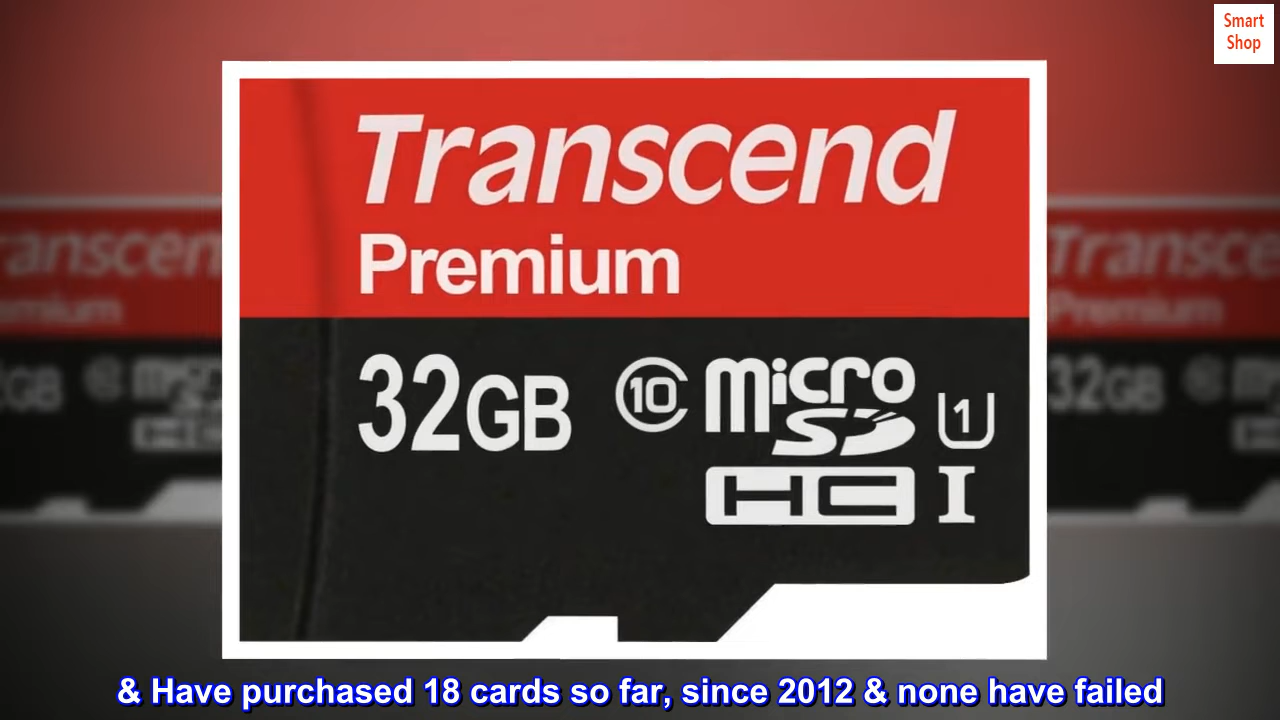 Smart
Shop
Transcend
Premium
32GB 10 micro SD U1
HC I
& Have purchased 18 cards so far, since 2012 & none have failed